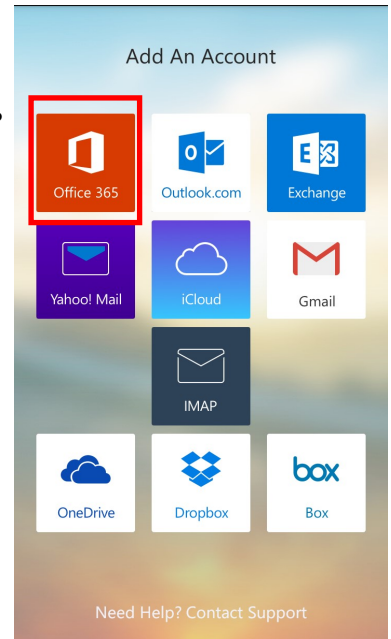 Add An Account
Office 365
Outlook.com
Exchange
Yahoo! Mail
iCloud
Gmail
IMAP
OneDrive
Dropbox
box
Box
Need Help? Contact Support